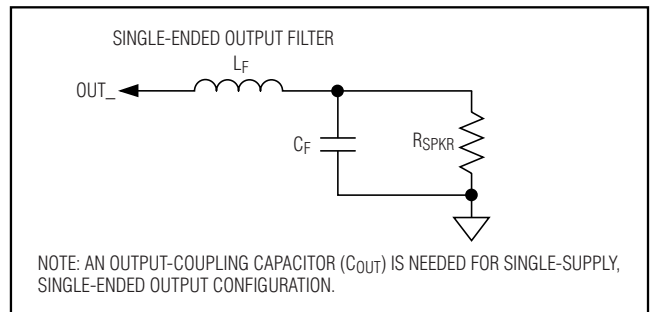 SINGLE-ENDED OUTPUT FILTER
LF
OUT_
CF
RSPKR
NOTE: AN OUTPUT-COUPLING CAPACITOR (COUT) IS NEEDED FOR SINGLE-SUPPLY,
SINGLE-ENDED OUTPUT CONFIGURATION.